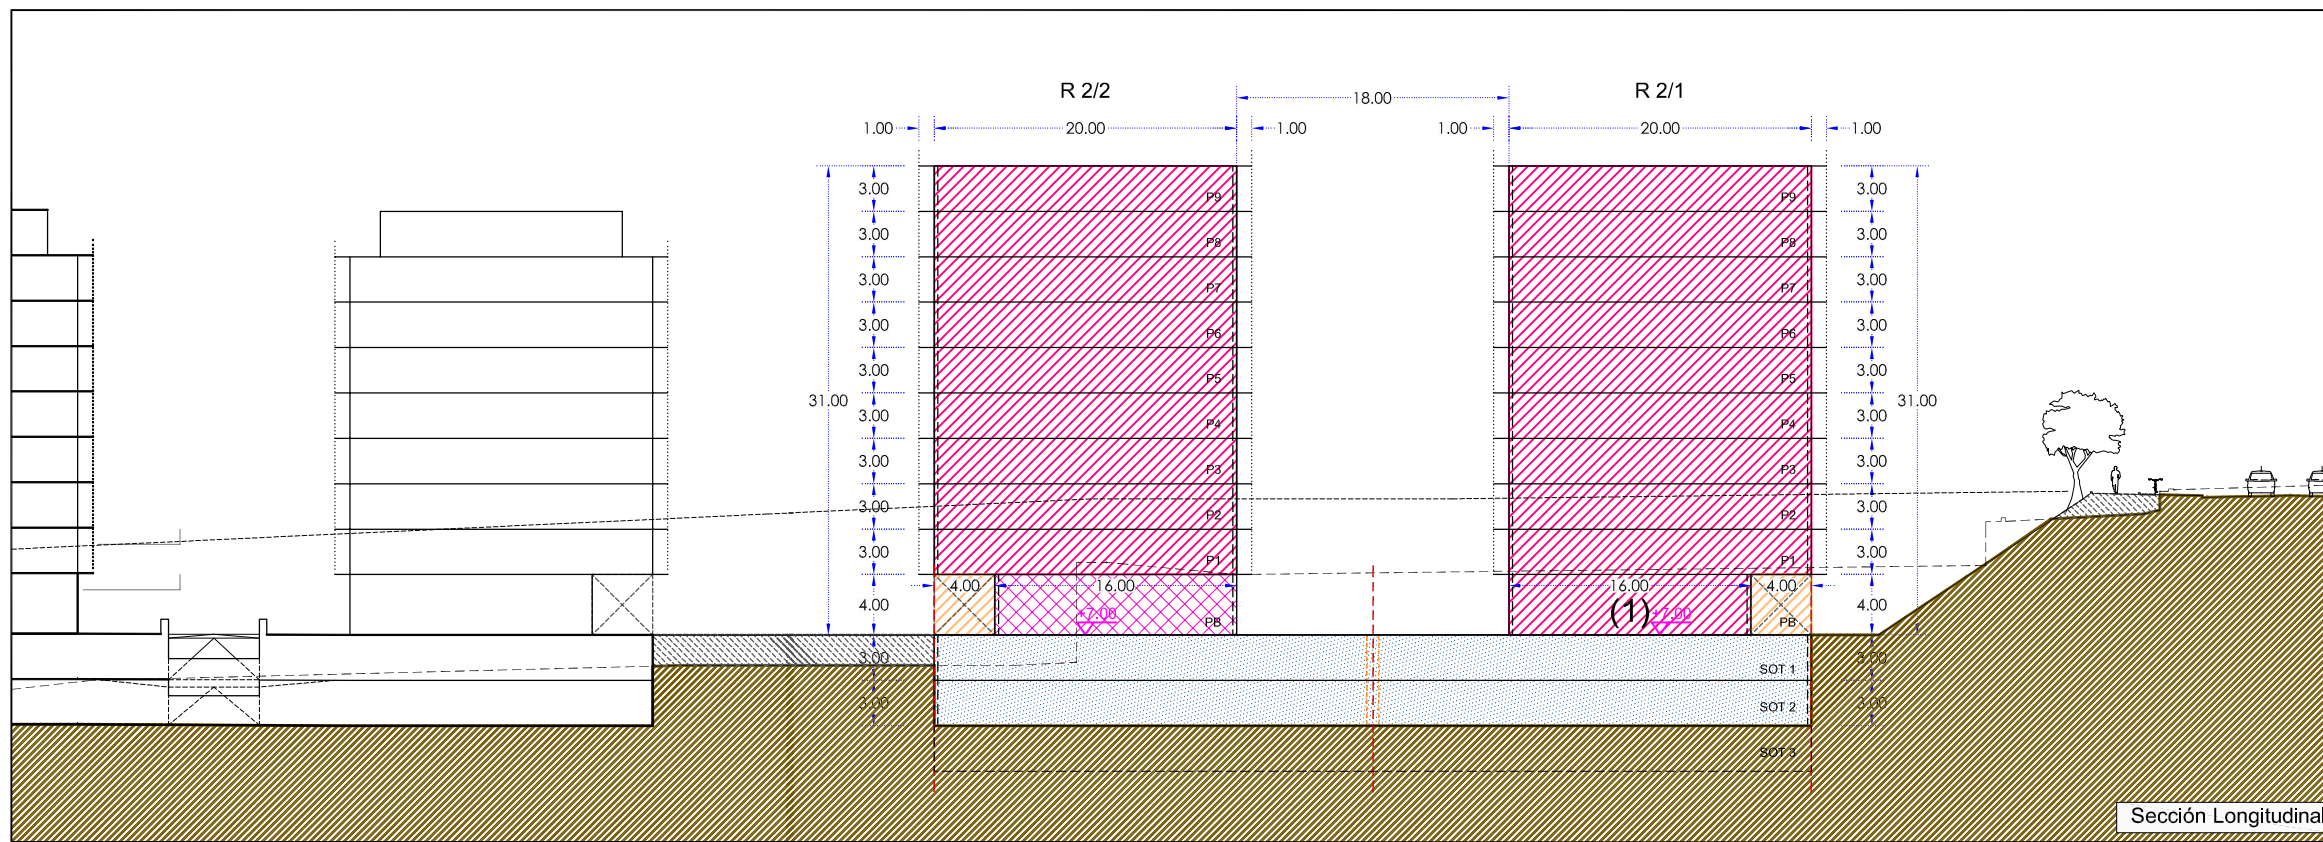 R 2/2
R 2/1
18.00
1.00 20.00 1.00 1.00 20.00 1.00
3.00 P9 P9 3.00
3.00 P8 P8 3.00
3.00 P7 P7 3.00
3.00 P6 P6 3.00
3.00 P5 P5 3.00
31.00 31.00
3.00 P4 P4 3.00
3.00 P3 P3 3.00
3.00 P2 P2 3.00
3.00 P1 P1 3.00
4.00 16.00 16.00 4.00
4.00 +7.00 PB (1) +7.00 PB 4.00
3.00 SOT 1 3.00
3.00 SOT 2 3.00
SOT 3
Sección Longitudinal